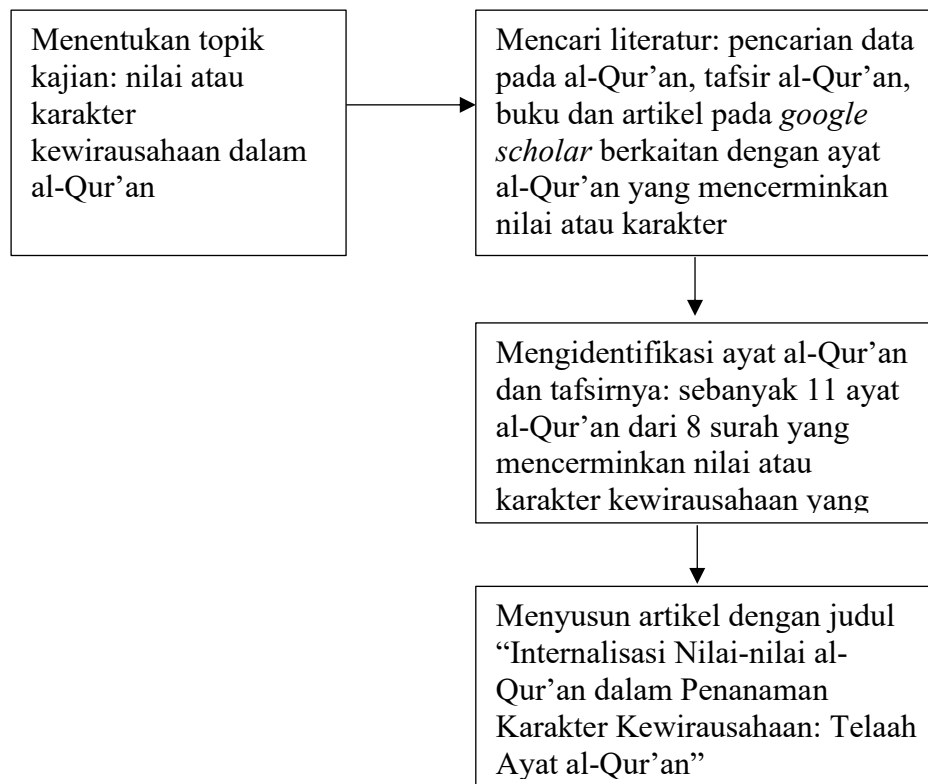 Menentukan topik
kajian: nilai atau
karakter
kewirausahaan dalam
al-Qur’an
Mencari literatur: pencarian data
pada al-Qur’an, tafsir al-Qur’an,
buku dan artikel pada google
scholar berkaitan dengan ayat
al-Qur’an yang mencerminkan
nilai atau karakter
Mengidentifikasi ayat al-Qur’an
dan tafsirnya: sebanyak 11 ayat
al-Qur’an dari 8 surah yang
mencerminkan nilai atau
karakter kewirausahaan yang
Menyusun artikel dengan judul
“Internalisasi Nilai-nilai al-
Qur’an dalam Penanaman
Karakter Kewirausahaan: Telaah
Ayat al-Qur’an”